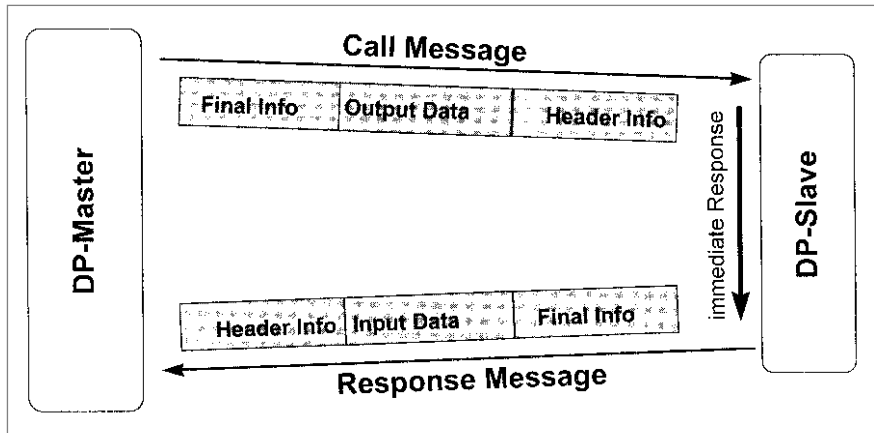 Call Message
Final Info Output Data Header Info
DP-Master
immediate Response
DP-Slave
Header Info Input Data Final Info
Response Message